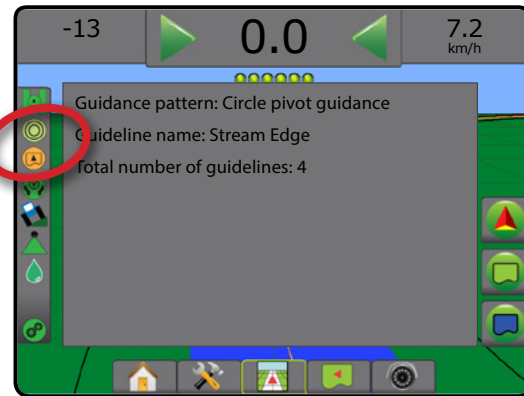 -13
0.0
7.2
km/h
Guidance pattern: Circle pivot guidance
Guideline name: Stream Edge
Total number of guidelines: 4